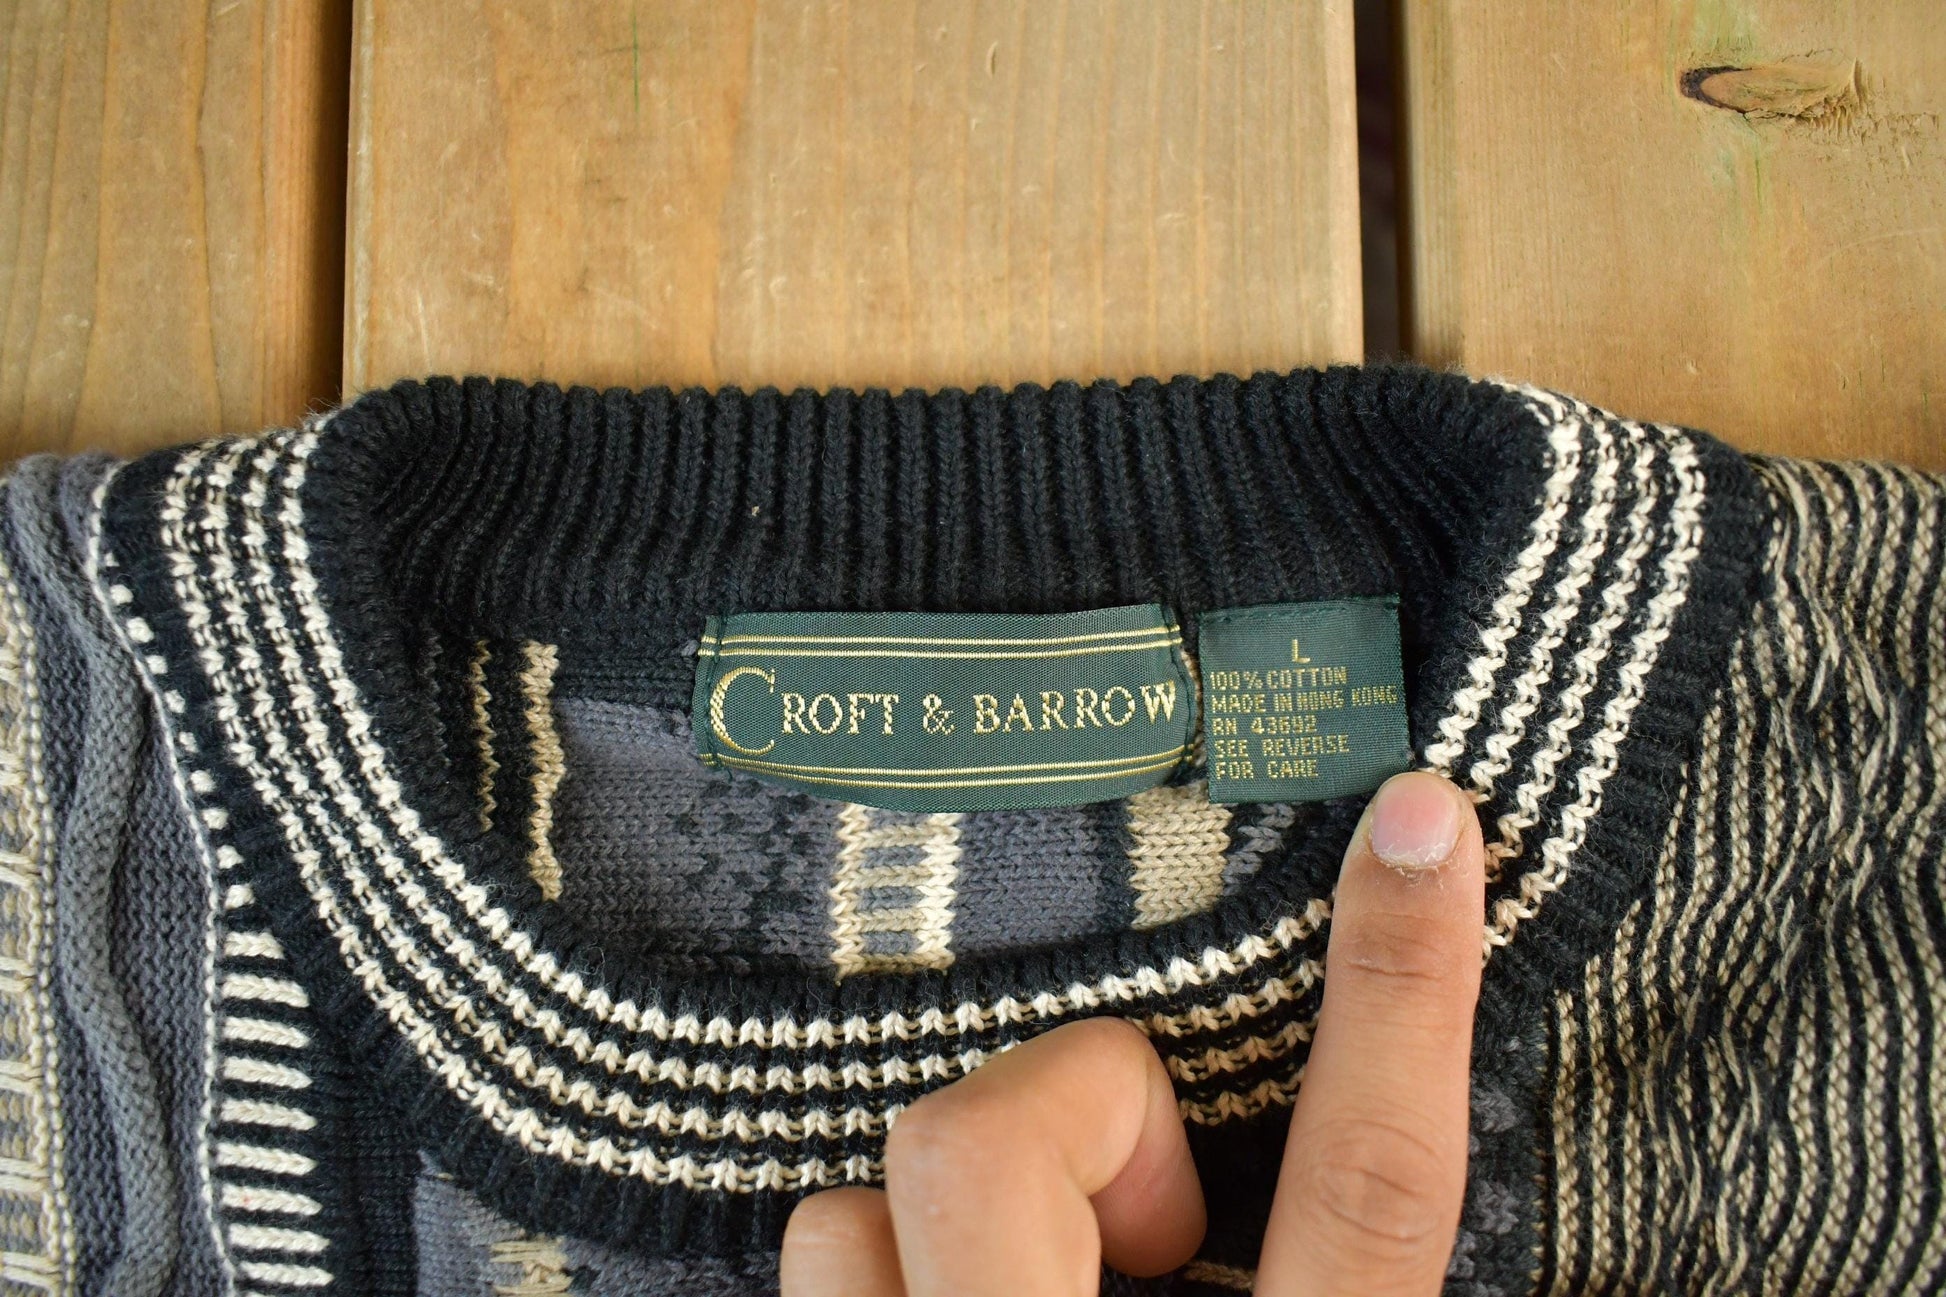 CROFT & BARROW
L
100% COTTON
MADE IN HONG KONG
RN 43692
SEE REVERSE
FOR CARE